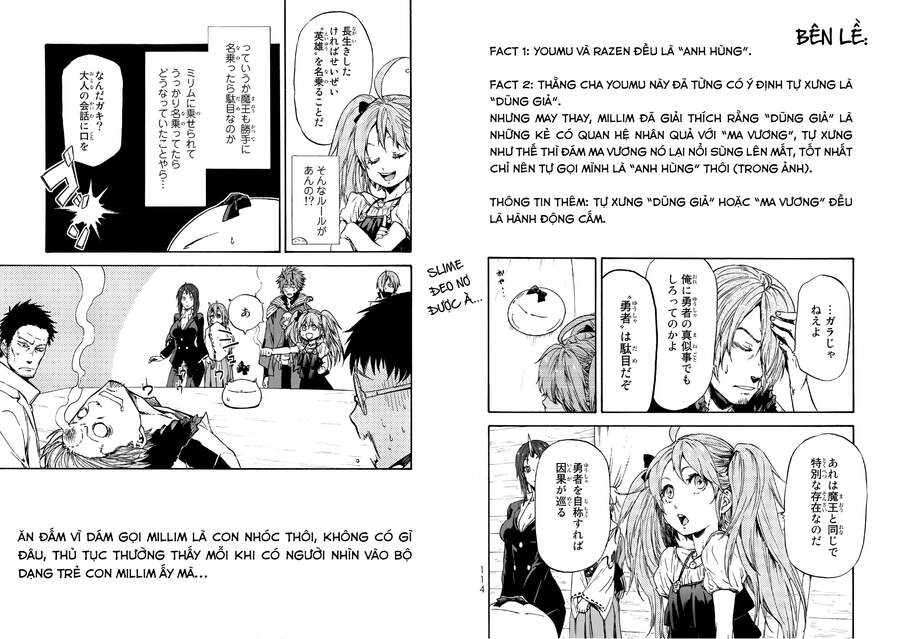 BÊN LỀ:
FACT 1: YOUMU VÀ RAZEN ĐỀU LÀ “ANH HÙNG”.
FACT 2: THẰNG CHA YOUMU NÀY ĐÃ TỪNG CÓ Ý ĐỊNH TỰ XƯNG LÀ
“DŨNG GIẢ”.
NHƯNG MAY THAY, MILLIM ĐÃ GIẢI THÍCH RẰNG “DŨNG GIẢ” LÀ
NHỮNG KẺ CÓ QUAN HỆ NHÂN QUẢ VỚI “MA VƯƠNG”, TỰ XƯNG
NHƯ THẾ THÌ ĐÁM MA VƯƠNG NÓ LẠI NỔI SÙNG LÊN MẤT, TỐT NHẤT
CHỈ NÊN TỰ GỌI MÌNH LÀ “ANH HÙNG” THÔI (TRONG ẢNH).
THÔNG TIN THÊM: TỰ XƯNG “DŨNG GIẢ” HOẶC “MA VƯƠNG” ĐỀU
LÀ HÀNH ĐỘNG CẤM.
…ガラじゃ
ねえよ
俺に勇者の真似事でも
しろってのかよ
“勇者”は駄目だぞ
SLIME
ĐEO NƠ
ĐƯỢC À...
あれは魔王と同じで
特別な存在なのだ
勇者を自称すれば
因果が巡る
114
長生きした
ければせいぜい
“英雄”を名乗ることだ
そんなルールが
あんの!?
っていうか魔王も勝手に
名乗ったら駄目なのか
ミリムに乗せられて
うっかり名乗ってたら
どうなっていたことやら…
なんだガキ?
大人の会話に口を
ゴッ
あ
ĂN ĐẤM VÌ DÁM GỌI MILLIM LÀ CON NHÓC THÔI, KHÔNG CÓ GÌ
ĐÂU, THỦ TỤC THƯỜNG THẤY MỖI KHI CÓ NGƯỜI NHÌN VÀO BỘ
DẠNG TRẺ CON MILLIM ẤY MÃ...